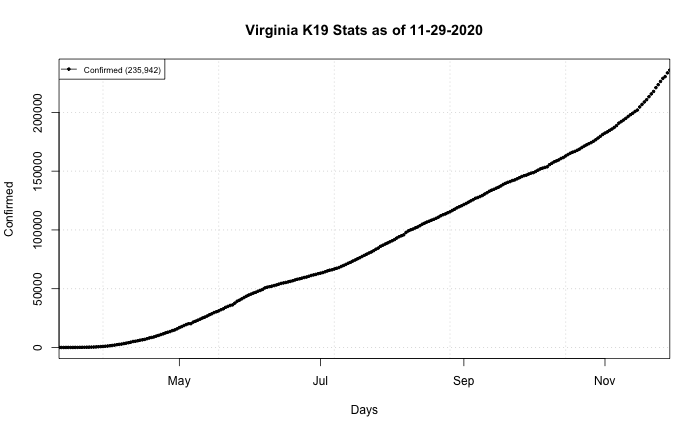 Virginia K19 Stats as of 11-29-2020
Confirmed (235,942)
Confirmed
200000
150000
100000
50000
0
May Jul Sep Nov
Days